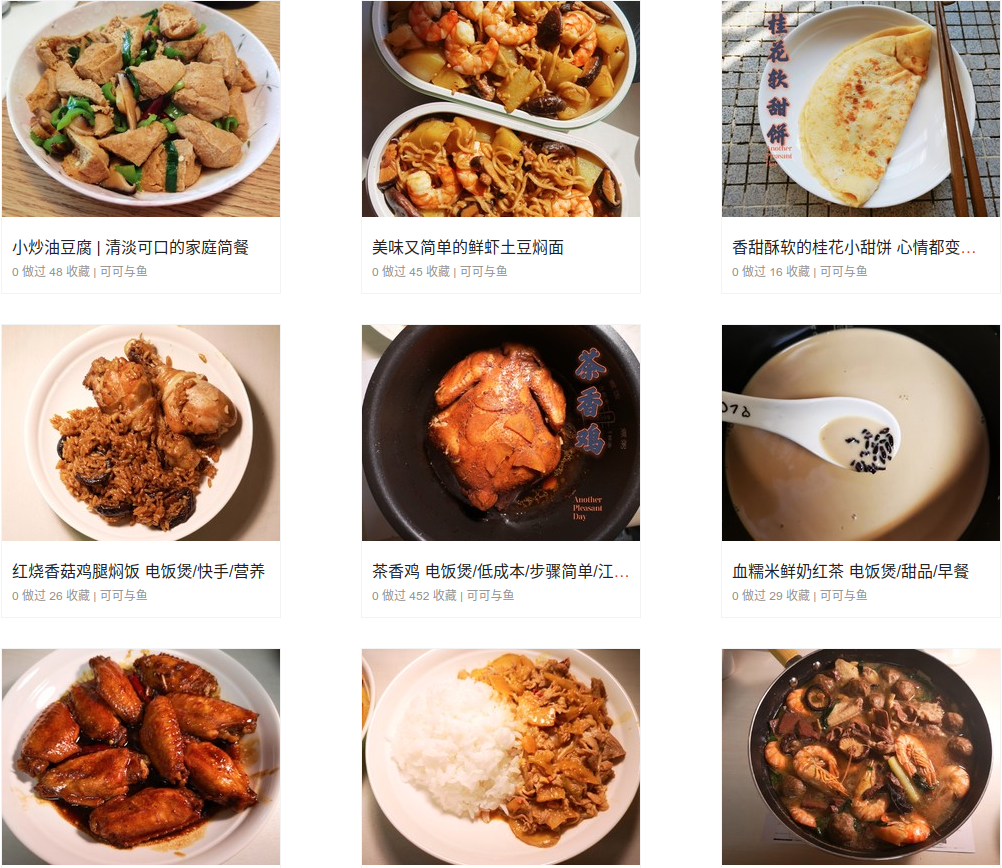 桂花软甜饼
Another
Pleasant
小炒油豆腐 | 清淡可口的家庭简餐
美味又简单的鲜虾土豆焖面
香甜酥软的桂花小甜饼 心情都变…
0 做过 48 收藏 | 可可与鱼
0 做过 45 收藏 | 可可与鱼
0 做过 16 收藏 | 可可与鱼
茶香鸡
Another
Pleasant
Day
红烧香菇鸡腿焖饭 电饭煲/快手/营养
茶香鸡 电饭煲/低成本/步骤简单/江…
血糯米鲜奶红茶 电饭煲/甜品/早餐
0 做过 26 收藏 | 可可与鱼
0 做过 452 收藏 | 可可与鱼
0 做过 29 收藏 | 可可与鱼